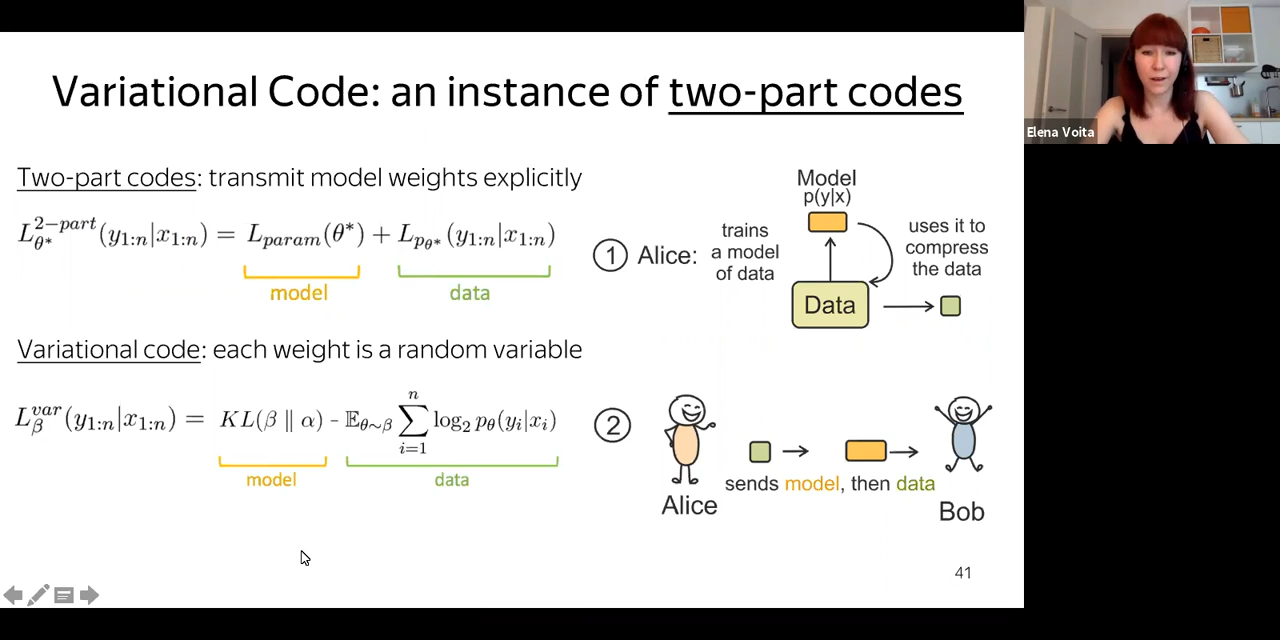 Variational Code: an instance of two-part codes
Elena Voita
Two-part codes: transmit model weights explicitly
L_{θ*}^{2-part}(y_{1:n}|x_{1:n}) = L_{param}(θ*) + L_{p_{θ*}}(y_{1:n}|x_{1:n})
model
data
Variational code: each weight is a random variable
L_β^{var}(y_{1:n}|x_{1:n}) = KL(β ∥ α) - 𝔼_{θ∼β} ∑_{i=1}^{n} log_2 p_θ(y_i|x_i)
model
data
Model
p(y|x)
1
Alice:
trains
a model
of data
uses it to
compress
the data
Data
2
sends model, then data
Alice
Bob
41